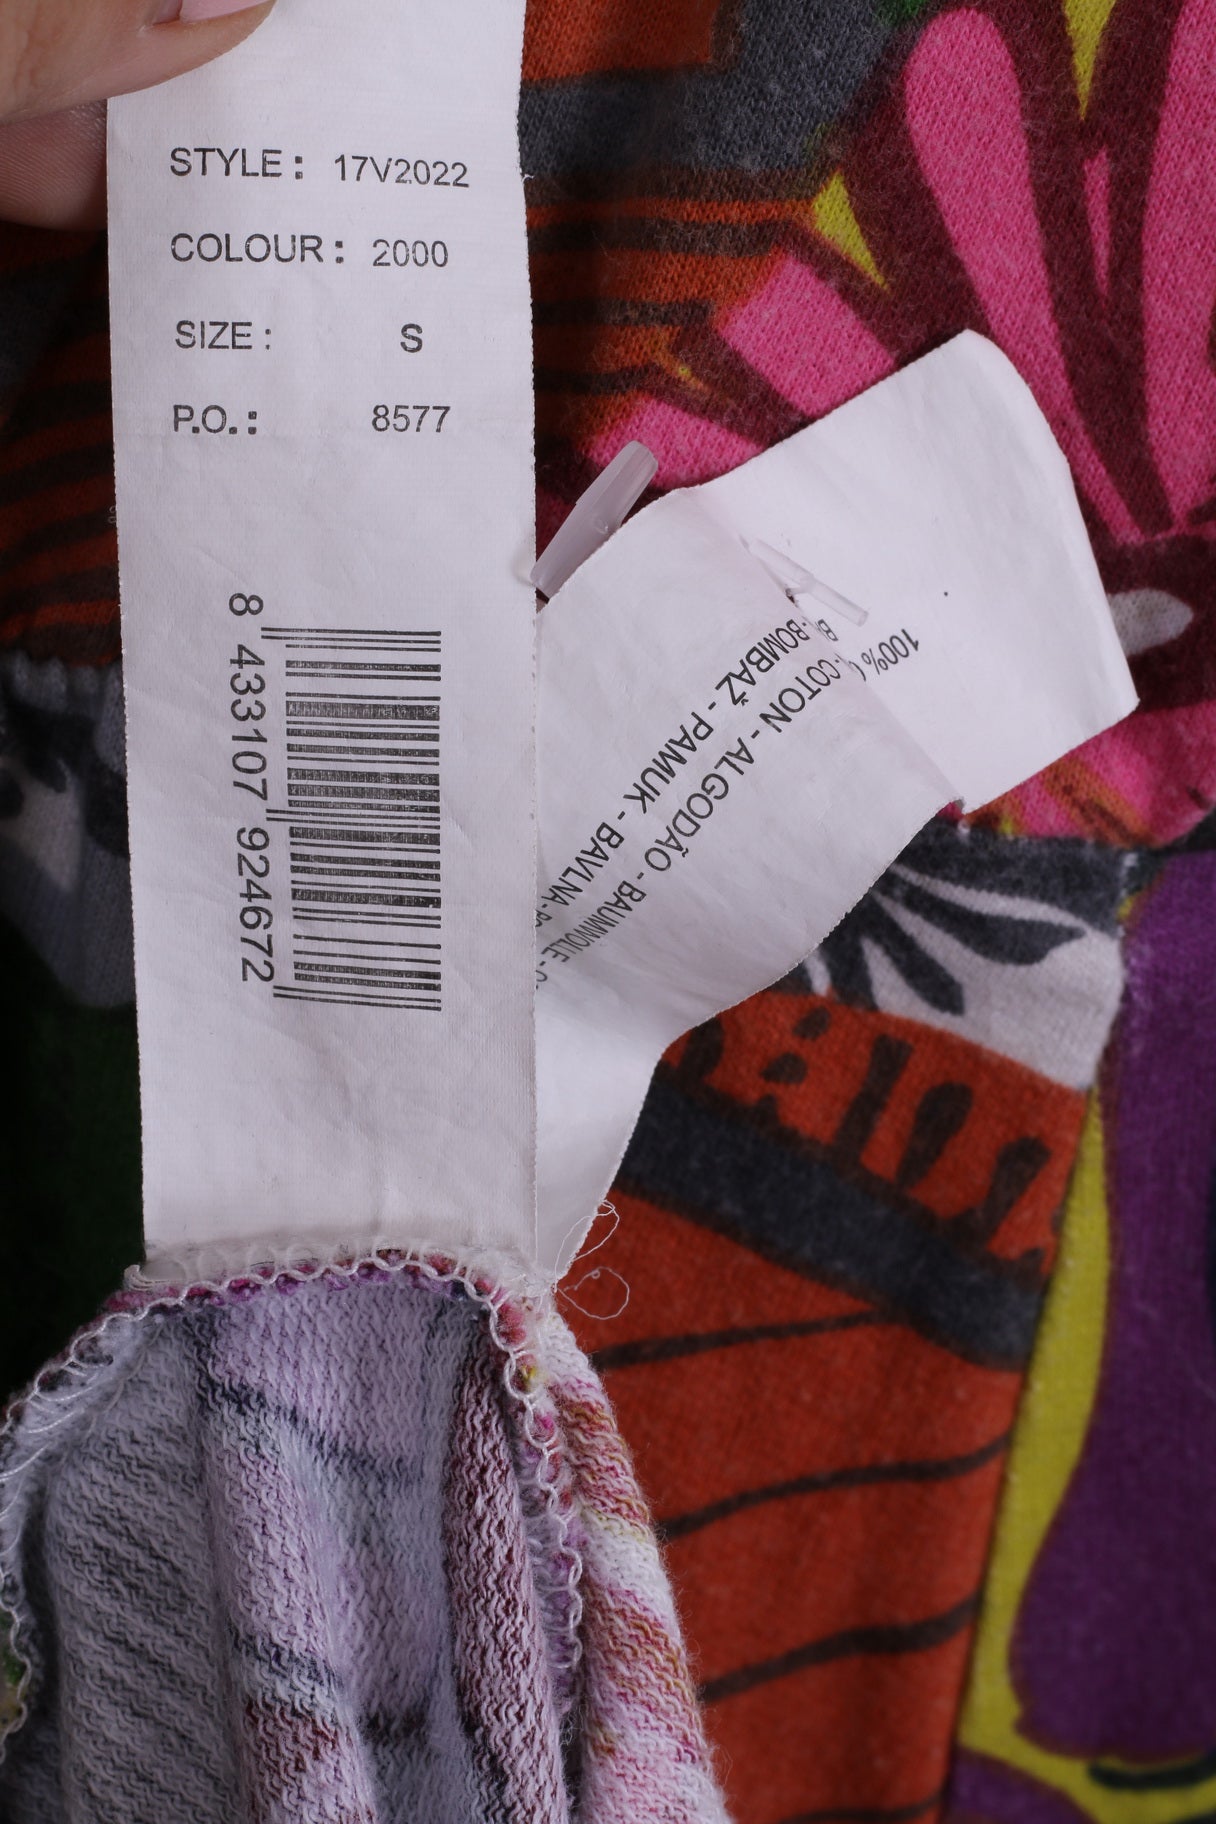 STYLE: 17V2022
COLOUR: 2000
SIZE: S
P.O.: 8577
8 433107 924672
100%
COTON - ALGODÃO - BAUMWOLLE -
BOMBAŽ - PAMUK - BAVLNA -